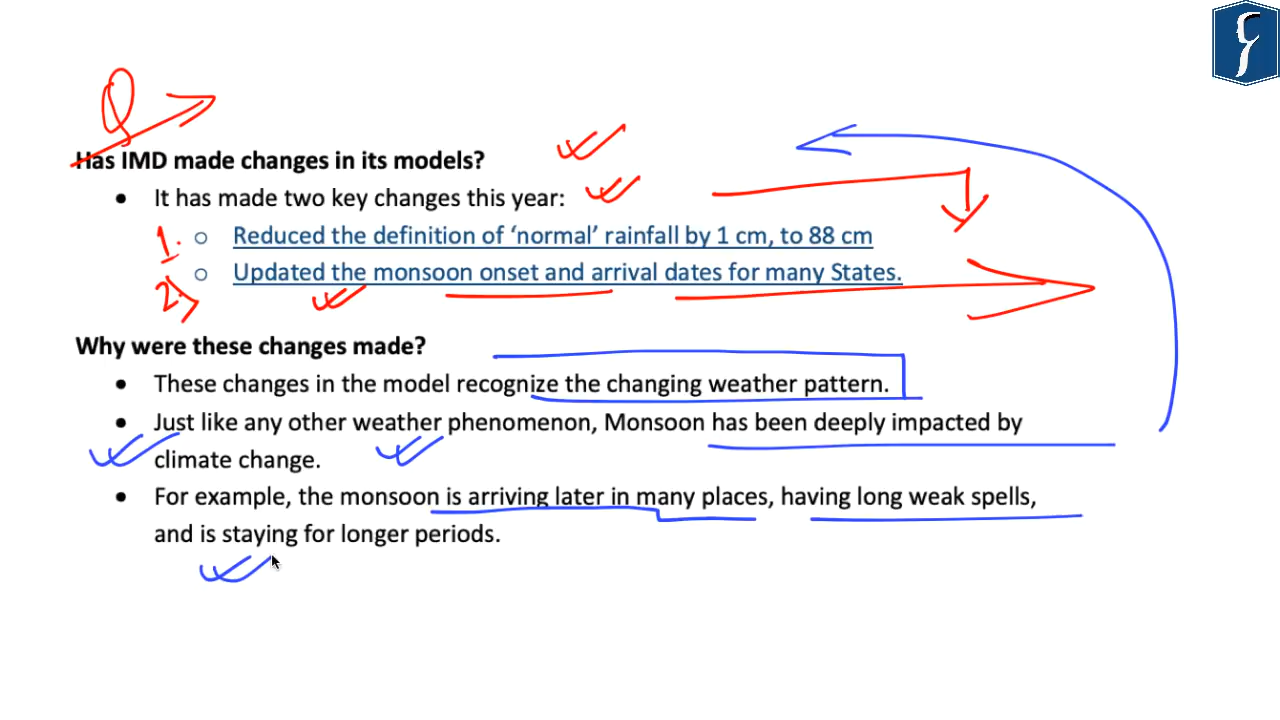 Q
Has IMD made changes in its models?
• It has made two key changes this year:
1. ○ Reduced the definition of ‘normal’ rainfall by 1 cm, to 88 cm
2) ○ Updated the monsoon onset and arrival dates for many States.
Why were these changes made?
• These changes in the model recognize the changing weather pattern.
• Just like any other weather phenomenon, Monsoon has been deeply impacted by
climate change.
• For example, the monsoon is arriving later in many places, having long weak spells,
and is staying for longer periods.